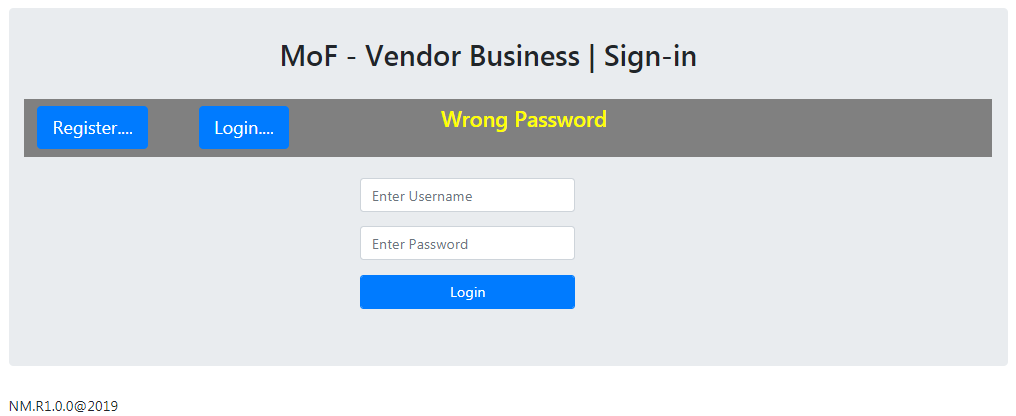 MoF - Vendor Business | Sign-in
Register.... Login.... Wrong Password
Enter Username
Enter Password
Login
NM.R1.0.0@2019